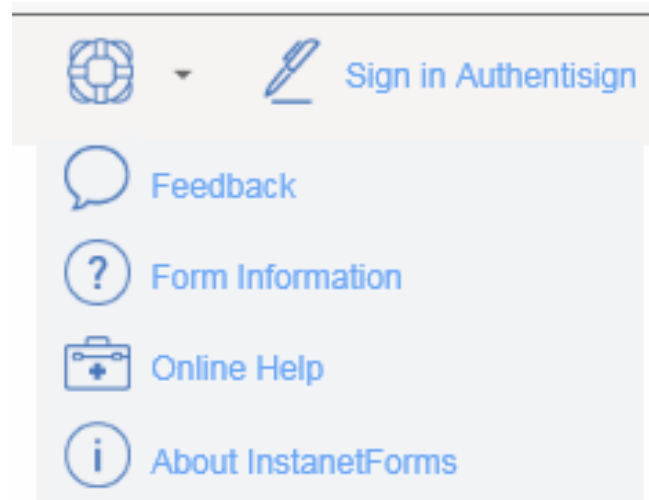 Sign in Authentisign
Feedback
Form Information
Online Help
About InstanetForms